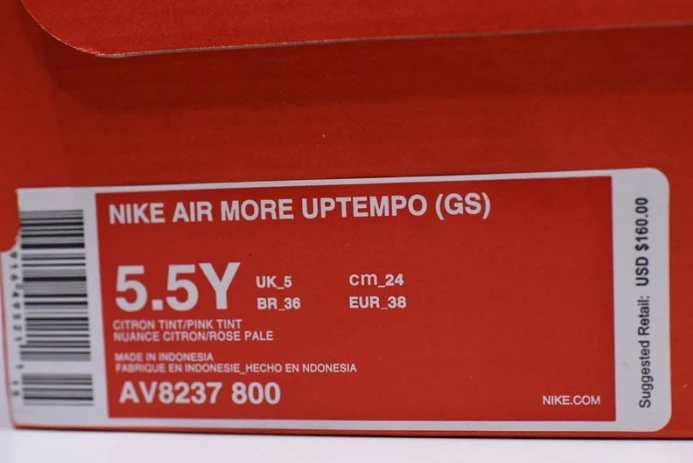 NIKE AIR MORE UPTEMPO (GS)
5.5Y
UK_5
cm_24
BR_36
EUR_38
CITRON TINT/PINK TINT
NUANCE CITRON/ROSE PALE
MADE IN INDONESIA
FABRIQUE EN INDONESIE_HECHO EN NDONESIA
AV8237 800
NIKE.COM
Suggested Retail: USD $160.00